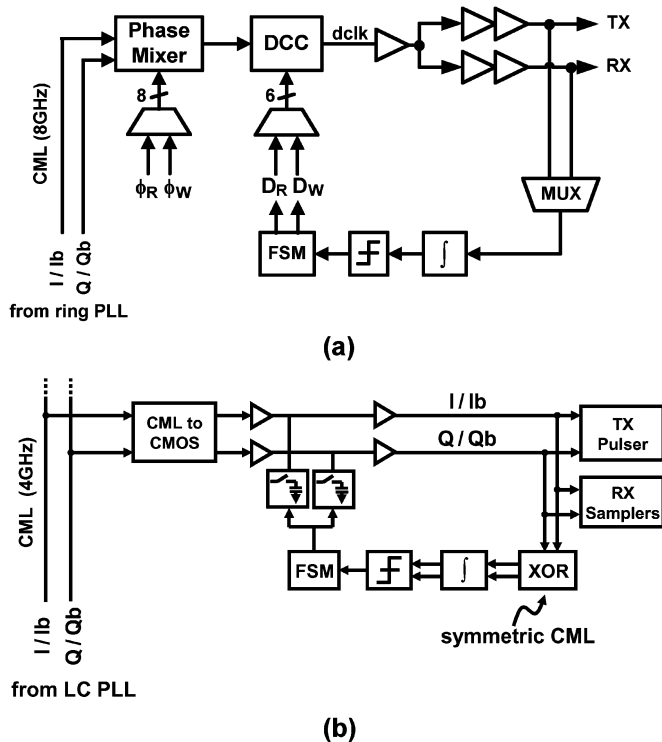 Phase
Mixer
DCC
dclk
TX
RX
CML (8GHz)
8
6
ϕR ϕW
DR DW
MUX
FSM
∫
I / Ib
Q / Qb
from ring PLL
(a)
CML to
CMOS
I / Ib
Q / Qb
TX
Pulser
RX
Samplers
CML (4GHz)
FSM
∫
XOR
symmetric CML
I / Ib
Q / Qb
from LC PLL
(b)